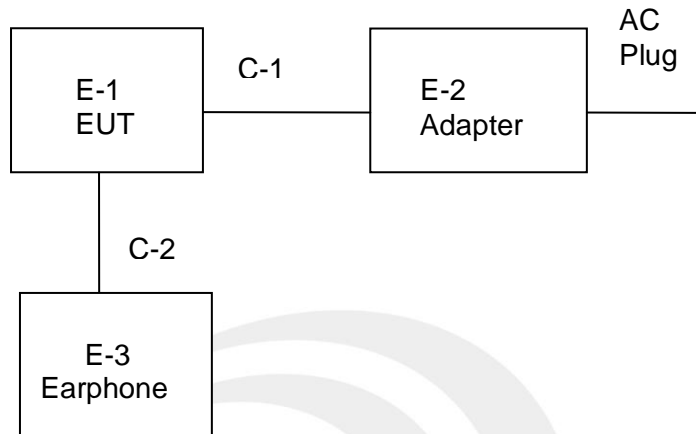 AC
Plug
C-1
E-1
EUT
E-2
Adapter
C-2
E-3
Earphone